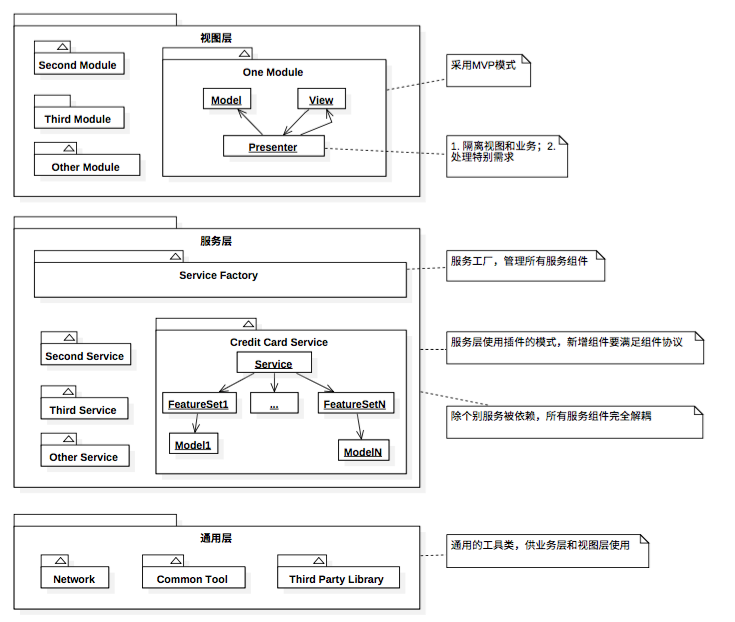 视图层
Second Module
Third Module
Other Module
One Module
Model
View
Presenter
采用MVP模式
1. 隔离视图和业务；2.
处理特别需求
服务层
Service Factory
Second Service
Third Service
Other Service
Credit Card Service
Service
FeatureSet1
...
FeatureSetN
Model1
ModelN
服务工厂，管理所有服务组件
服务层使用插件的模式，新增组件要满足组件协议
除个别服务被依赖，所有服务组件完全解耦
通用层
Network
Common Tool
Third Party Library
通用的工具类，供业务层和视图层使用